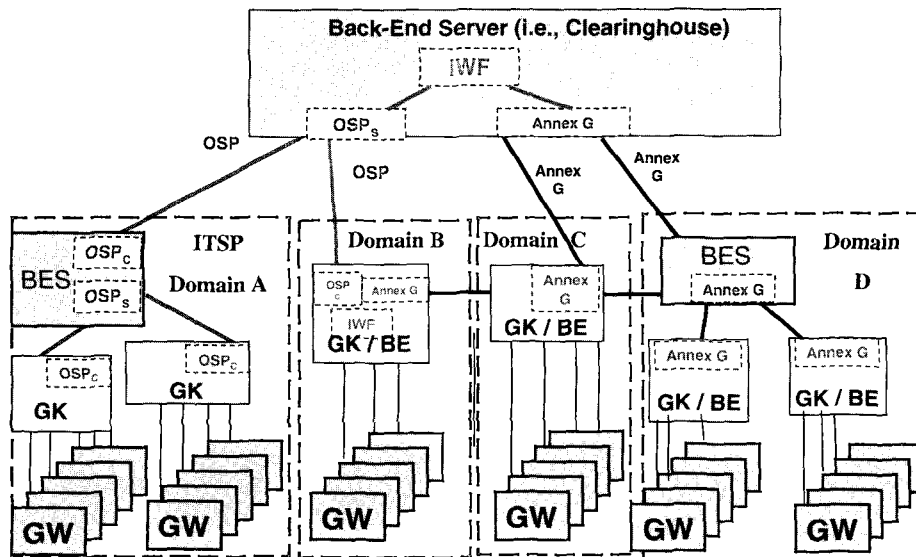 Back-End Server (i.e., Clearinghouse)
IWF
OSPs
Annex G
OSP
OSP
Annex
G
Annex
G
ITSP
Domain A
BES
OSPc
OSPs
OSPc
GK
OSPc
GK
GW
GW
Domain B
OSP
C
Annex G
IWF
GK / BE
GW
Domain C
Annex
G
GK / BE
GW
Domain
D
BES
Annex G
Annex G
GK / BE
Annex G
GK / BE
GW
GW